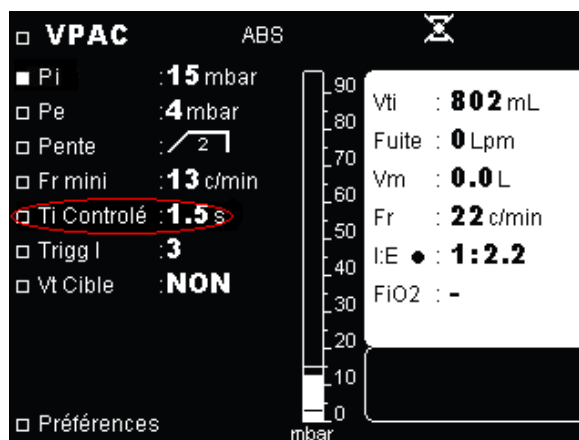 VPAC ABS
Pi :15 mbar
Pe :4 mbar
Pente : 2
Fr mini :13 c/min
Ti Controlé :1.5 s
Trigg I :3
Vt Cible :NON
Préférences
90
80
70
60
50
40
30
20
10
0
mbar
Vti : 802 mL
Fuite : 0 Lpm
Vm : 0.0 L
Fr : 22 c/min
I:E ● : 1:2.2
FiO2 : -